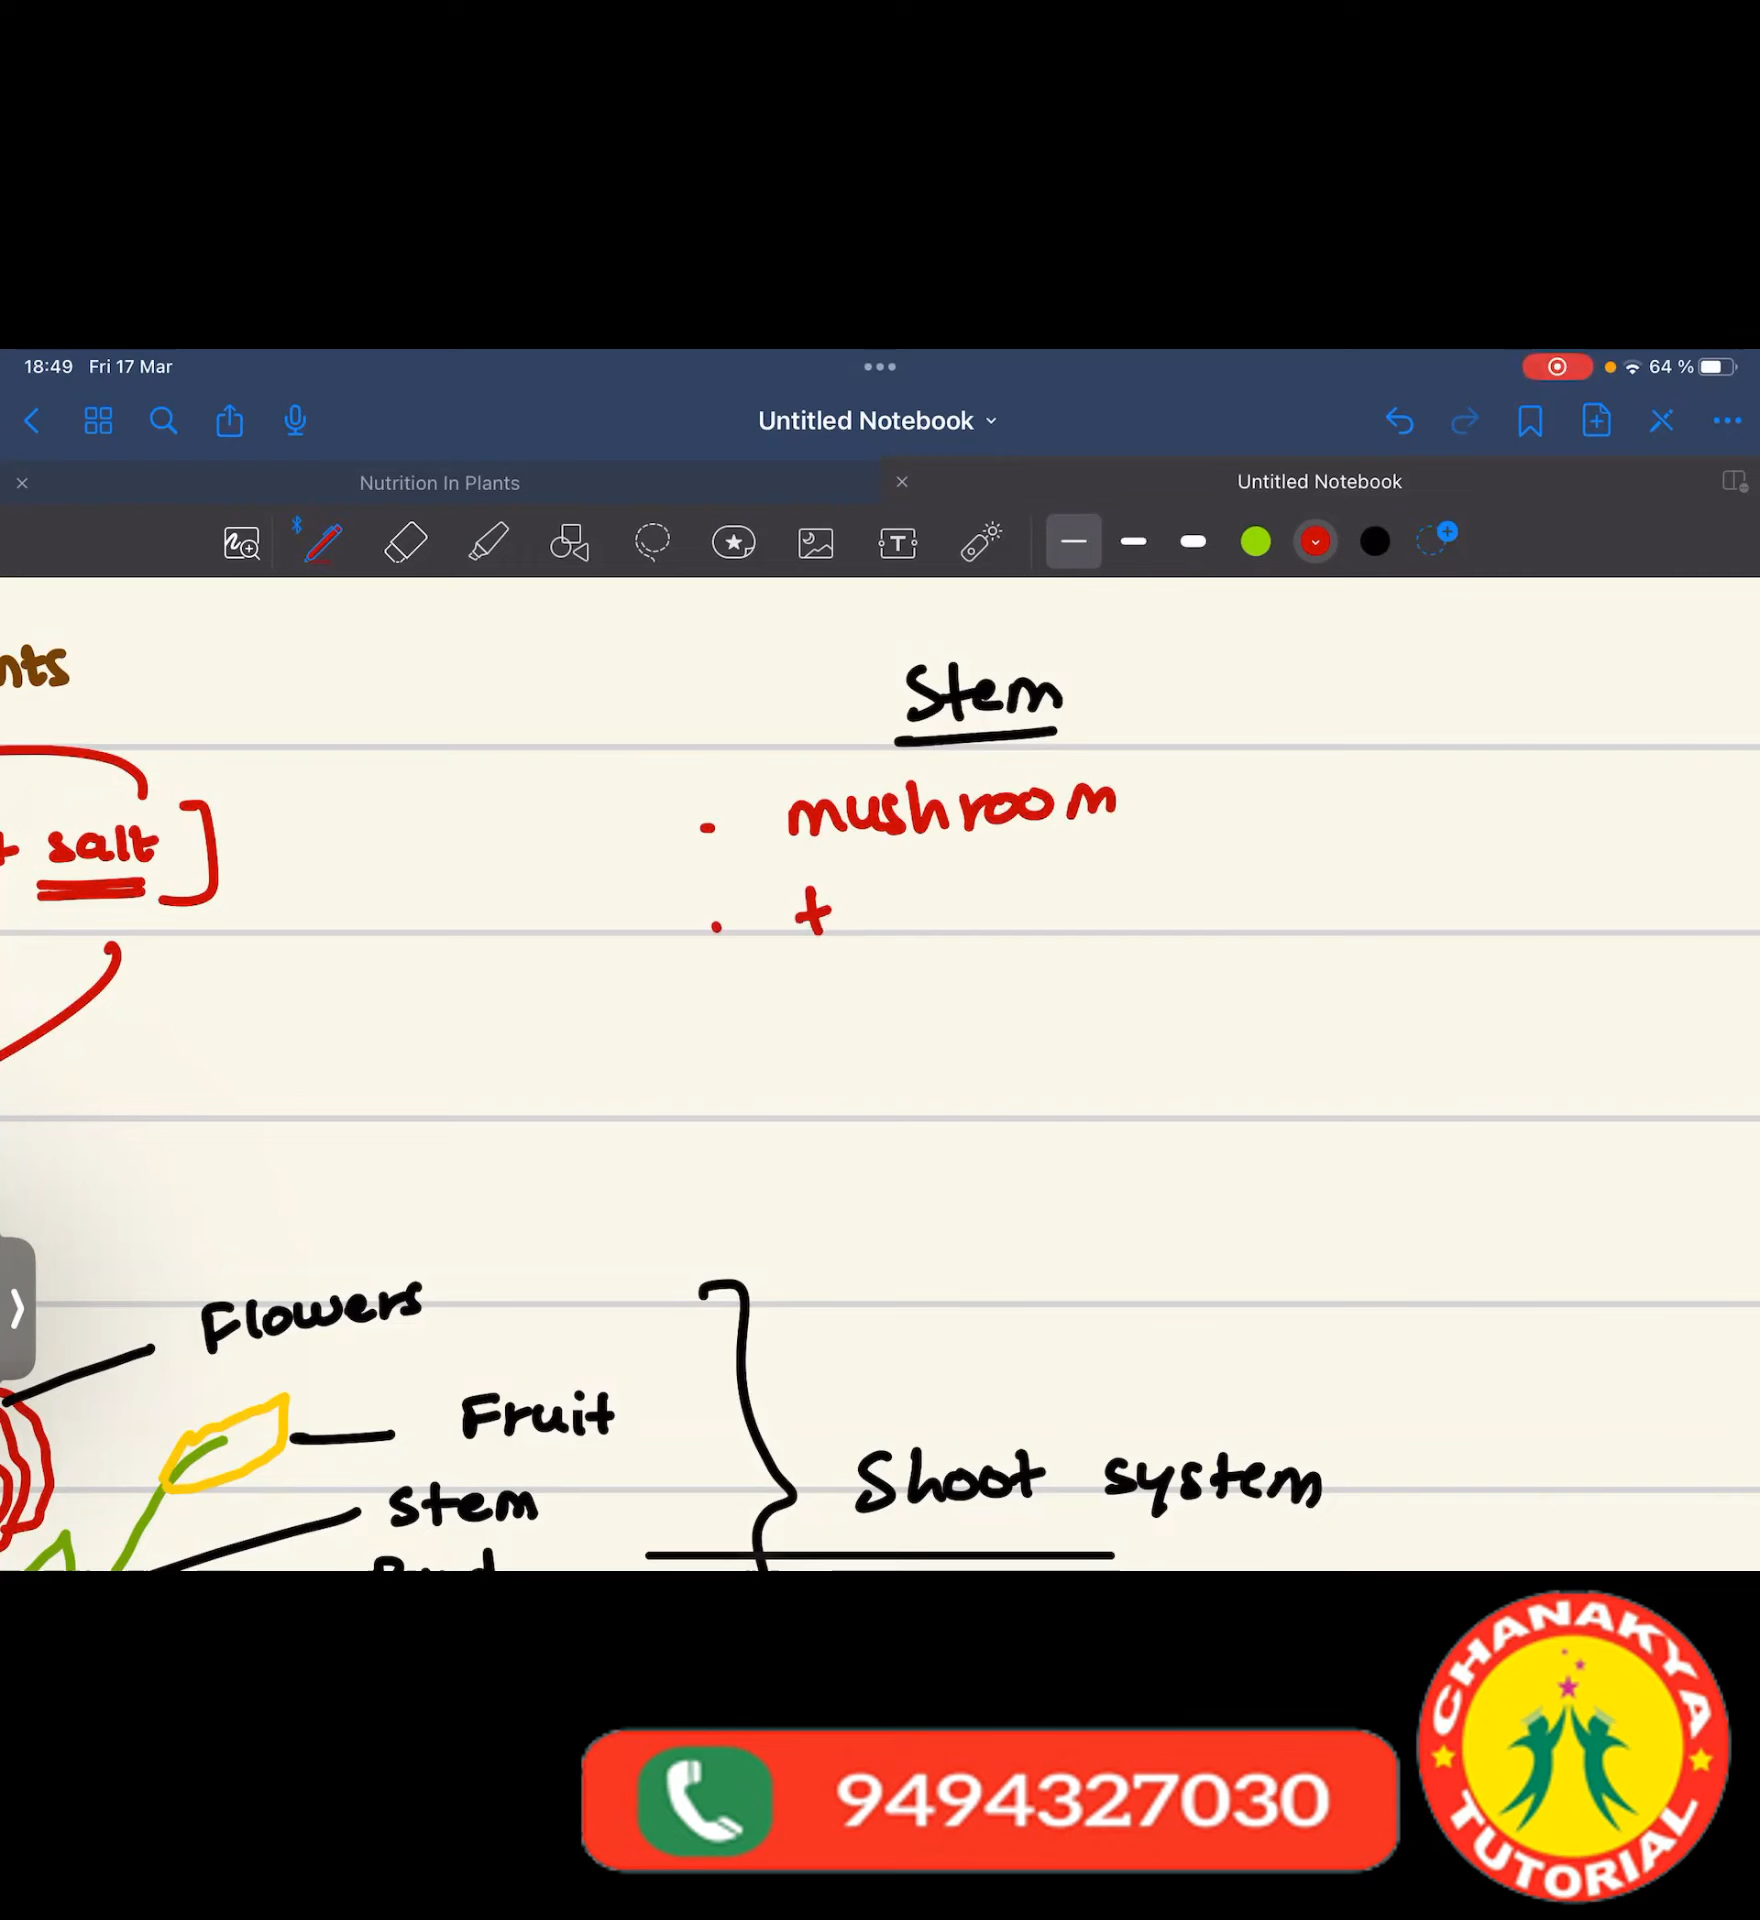 18:49 Fri 17 Mar
64 %
Untitled Notebook
Nutrition In Plants
Untitled Notebook
T
nts
Stem
+ salt ]
· mushroom
· +
Flowers
Fruit
Stem
Shoot system
9494327030
CHANAKYA
TUTORIAL